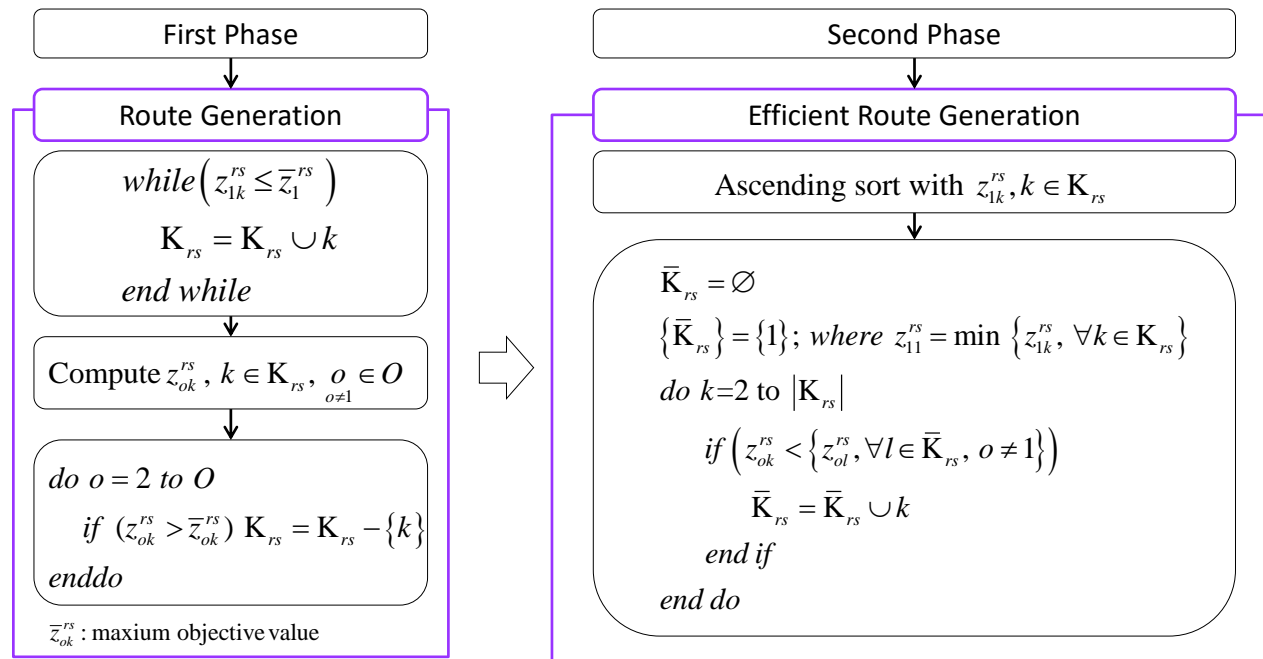 First Phase
Route Generation
while(z_{1k}^{rs} ≤ z̄_1^{rs})
K_{rs} = K_{rs} ∪ k
end while
Compute z_{ok}^{rs}, k ∈ K_{rs}, o ∈ O
o≠1
do o = 2 to O
if (z_{ok}^{rs} > z̄_{ok}^{rs}) K_{rs} = K_{rs} − {k}
enddo
z̄_{ok}^{rs} : maxium objective value
Second Phase
Efficient Route Generation
Ascending sort with z_{1k}^{rs}, k ∈ K_{rs}
K̄_{rs} = ∅
{K̄_{rs}} = {1}; where z_{11}^{rs} = min {z_{1k}^{rs}, ∀k ∈ K_{rs}}
do k=2 to |K_{rs}|
if (z_{ok}^{rs} < {z_{ol}^{rs}, ∀l ∈ K̄_{rs}, o ≠ 1})
K̄_{rs} = K̄_{rs} ∪ k
end if
end do